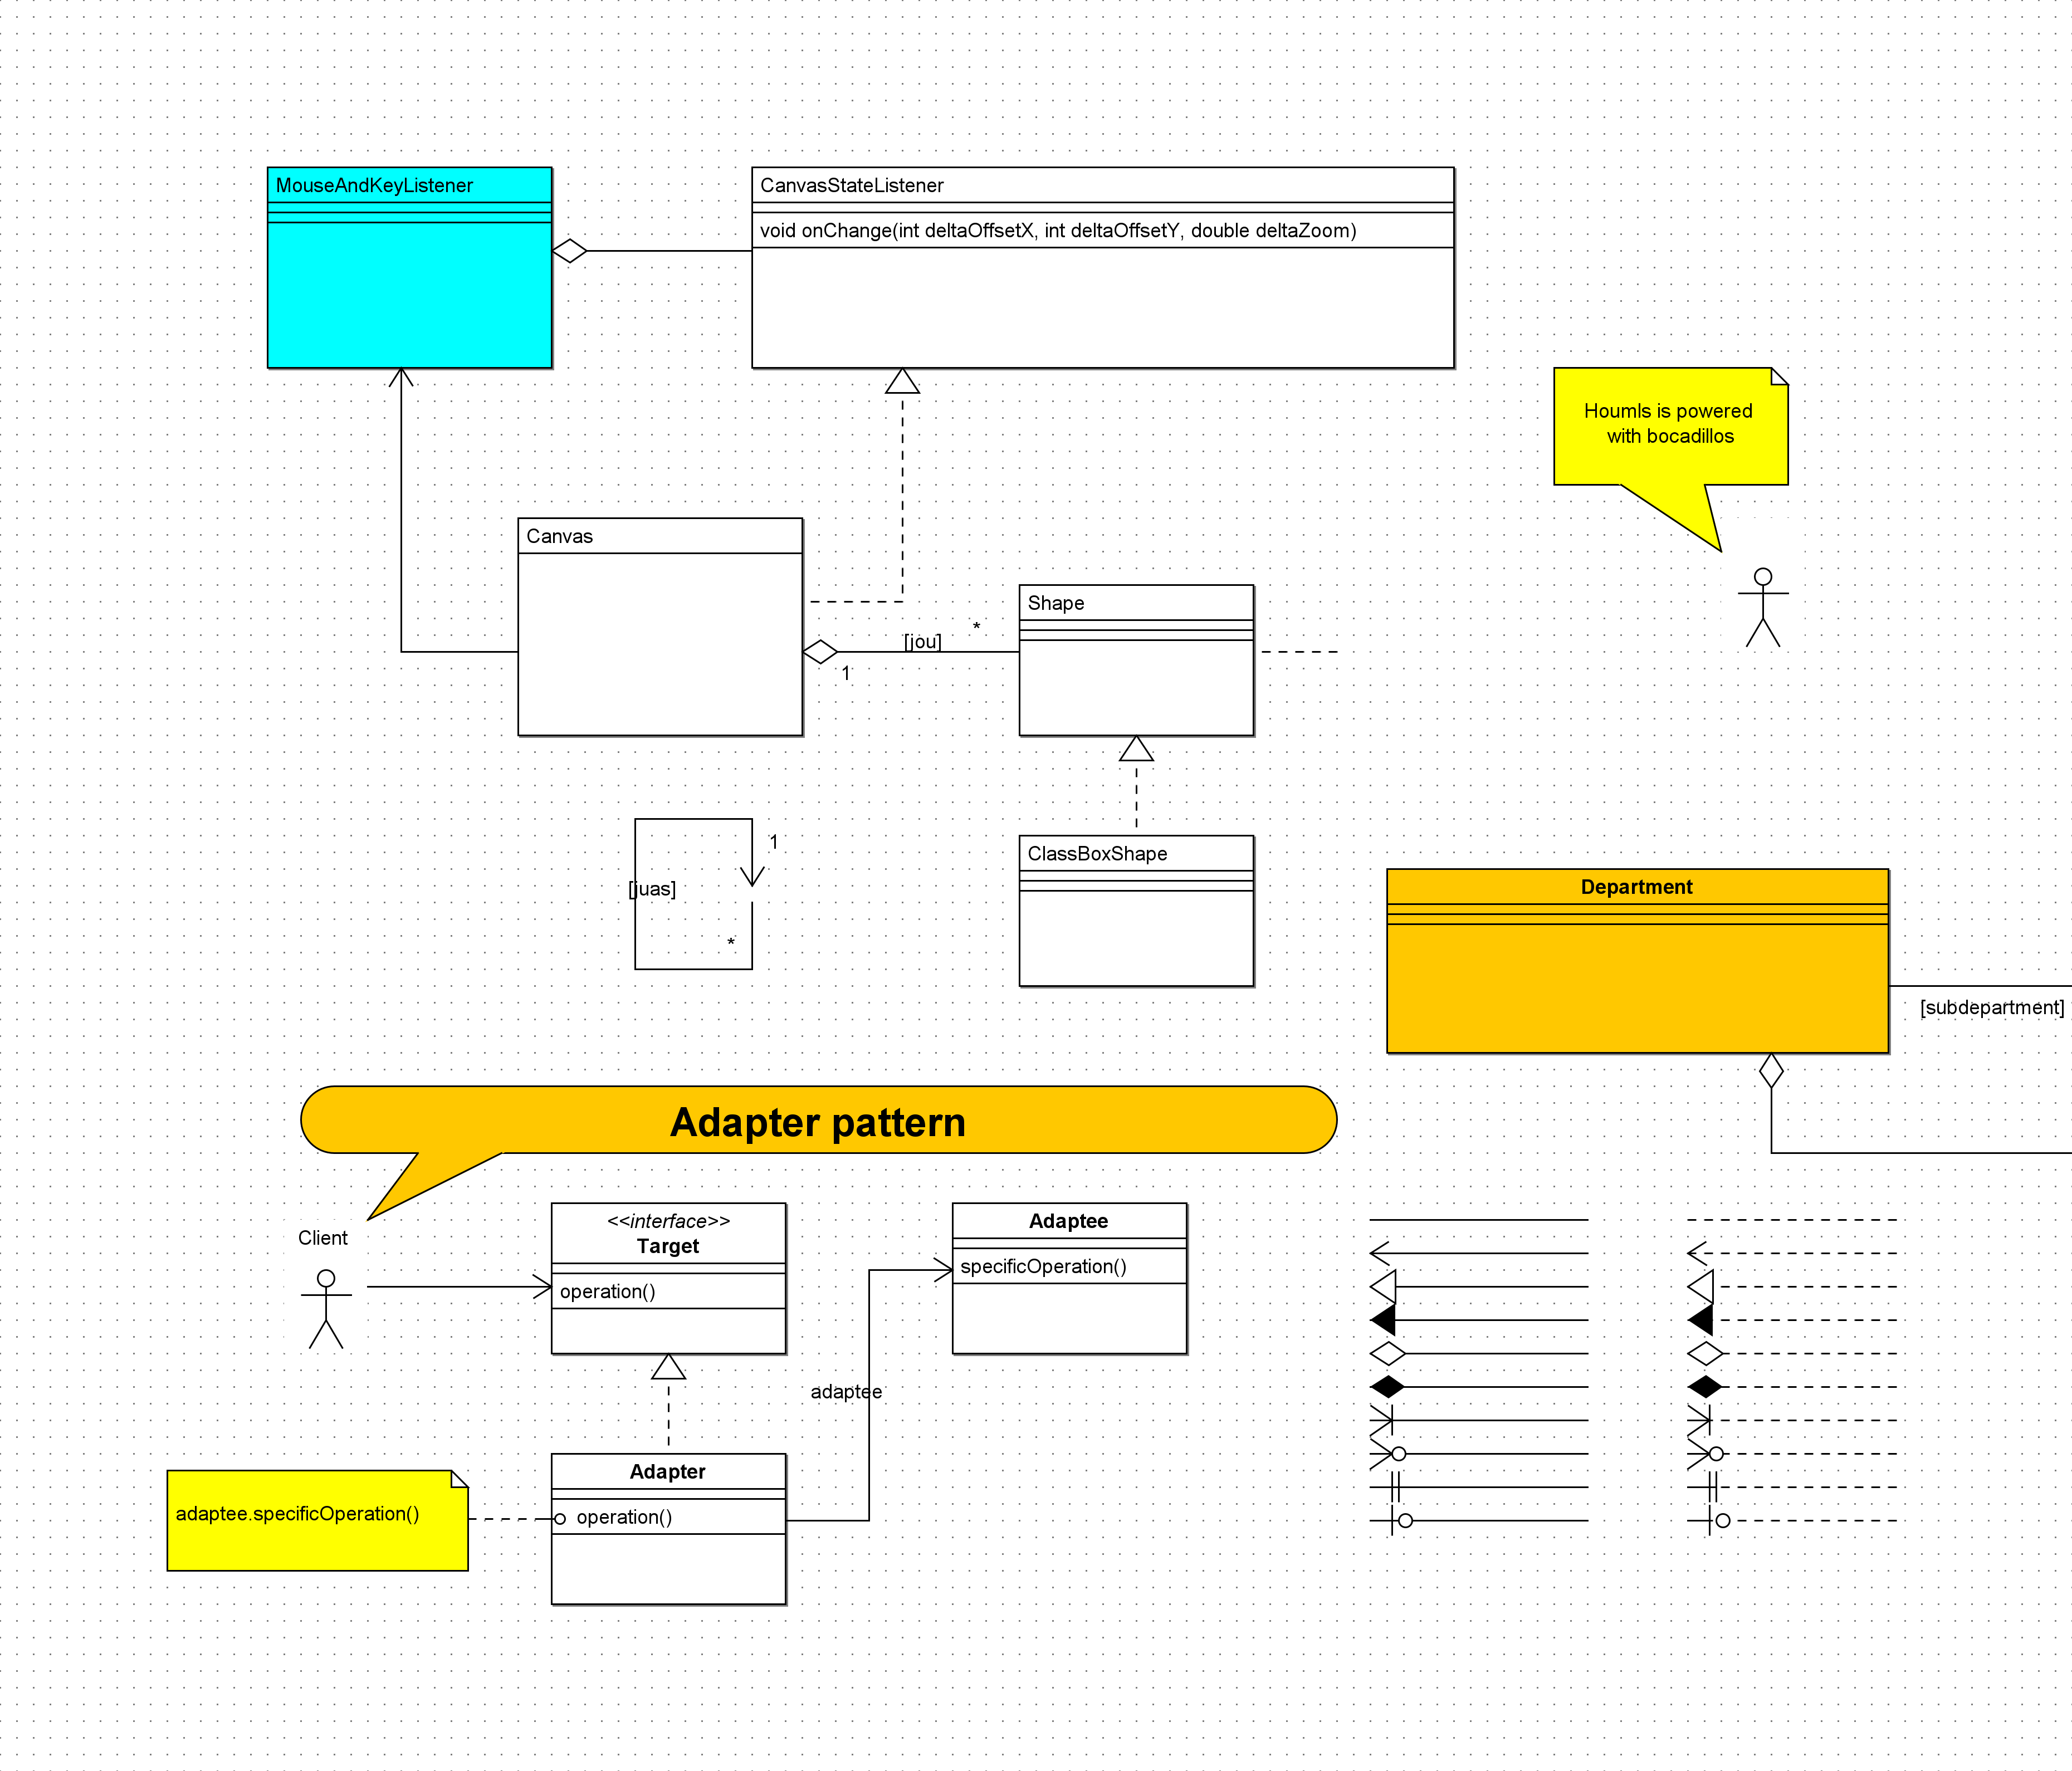 MouseAndKeyListener
CanvasStateListener
void onChange(int deltaOffsetX, int deltaOffsetY, double deltaZoom)
Houmls is powered
with bocadillos
Canvas
Shape
*
[jou]
1
1
ClassBoxShape
[juas]
*
Department
[subdepartment]
Adapter pattern
Client
<<interface>>
Target
operation()
Adaptee
specificOperation()
adaptee
Adapter
operation()
adaptee.specificOperation()